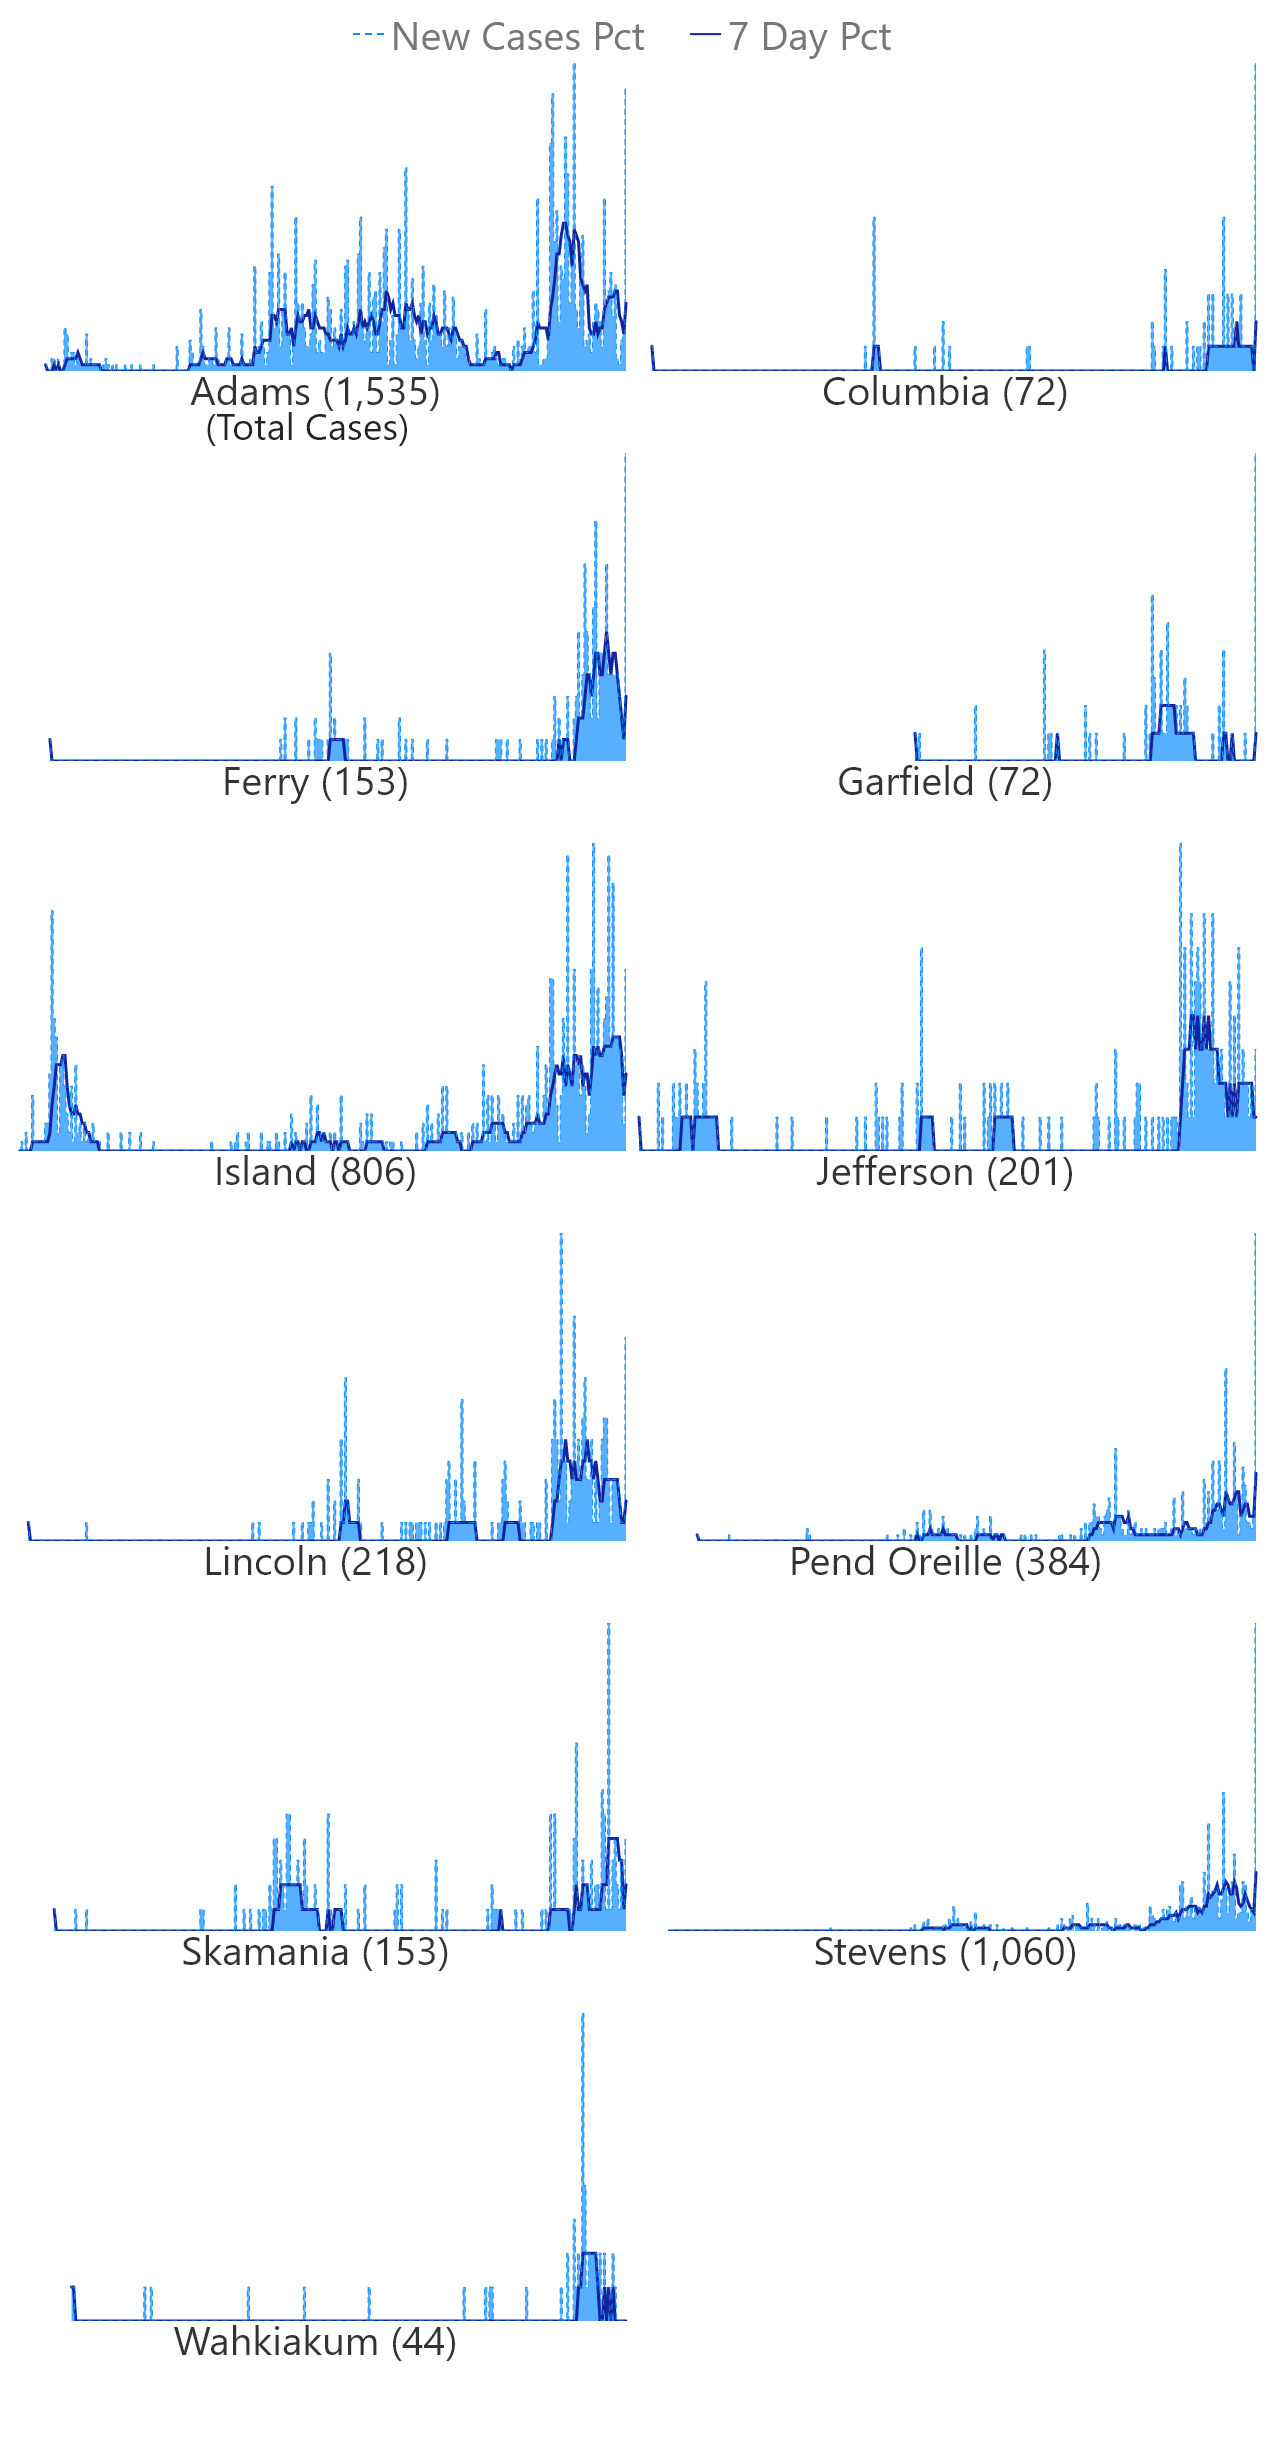 New Cases Pct 7 Day Pct
Adams (1,535) Columbia (72)
(Total Cases)
Ferry (153) Garfield (72)
Island (806) Jefferson (201)
Lincoln (218) Pend Oreille (384)
Skamania (153) Stevens (1,060)
Wahkiakum (44)